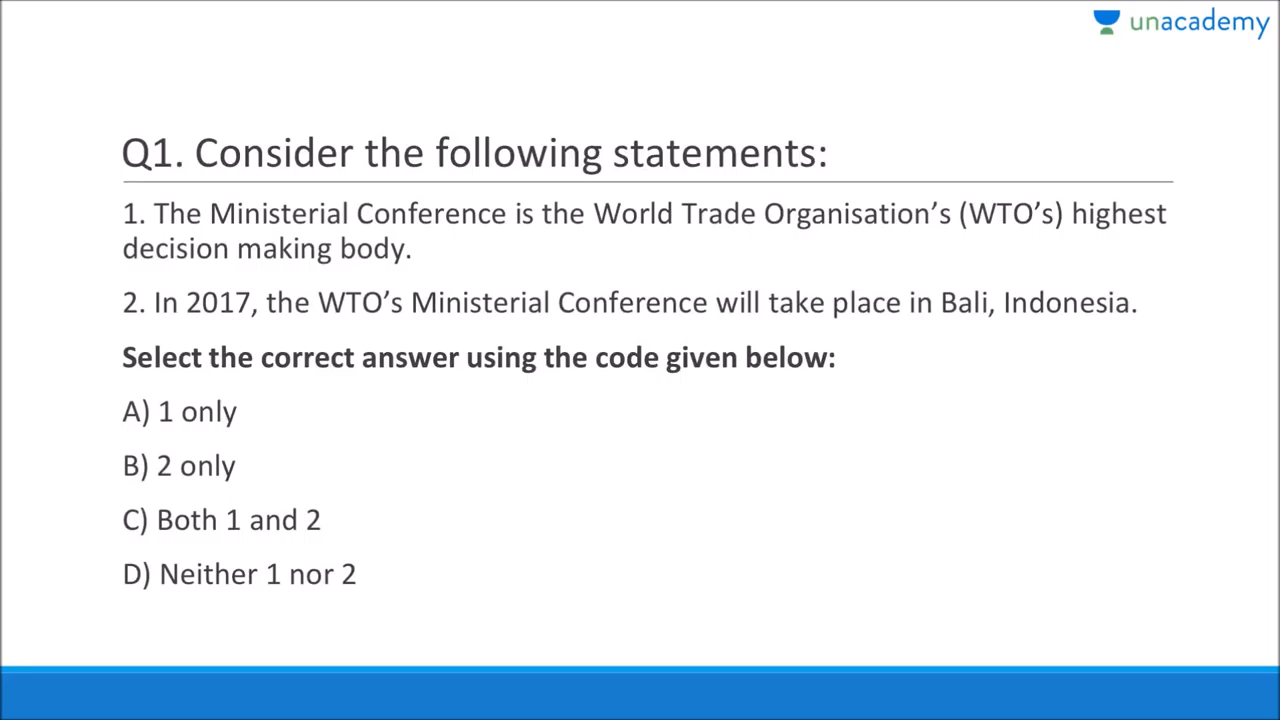 unacademy
Q1. Consider the following statements:
1. The Ministerial Conference is the World Trade Organisation’s (WTO’s) highest
decision making body.
2. In 2017, the WTO’s Ministerial Conference will take place in Bali, Indonesia.
Select the correct answer using the code given below:
A) 1 only
B) 2 only
C) Both 1 and 2
D) Neither 1 nor 2